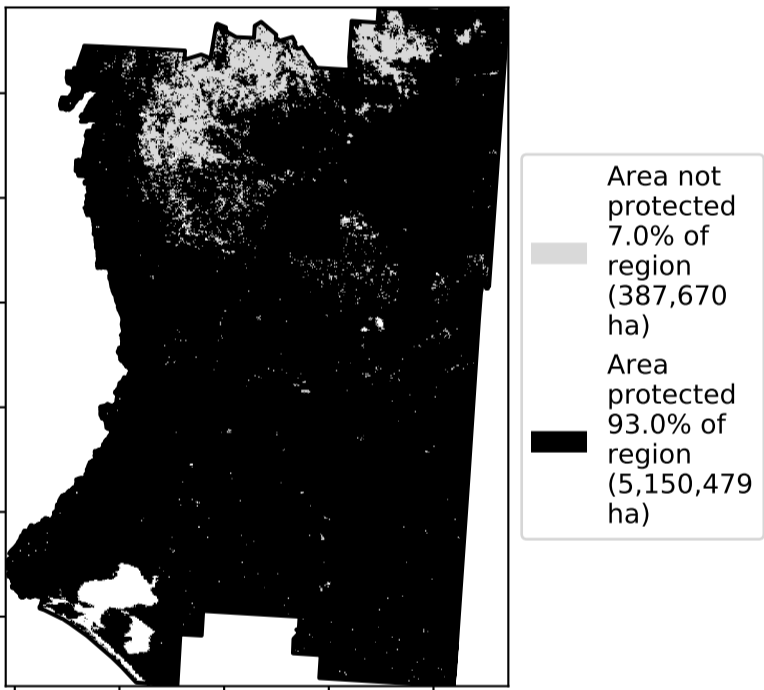 Area not
protected
7.0% of
region
(387,670
ha)
Area
protected
93.0% of
region
(5,150,479
ha)